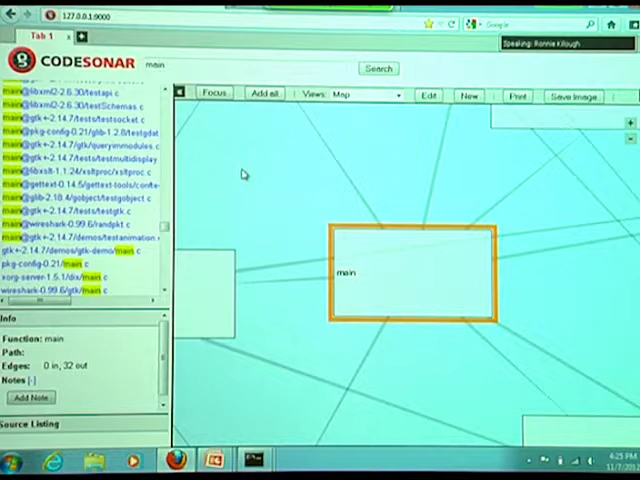 127.0.0.1:9000
Google
Tab 1
Speaking: Ronnie Killough
CODESONAR
main
Search
Focus
Add all
Views:
Map
Edit
New
Print
Save Image
main@libxml2-2.6.30/testapi.c
main@libxml2-2.6.30/testSchemas.c
main@gtk+-2.14.7/tests/testsocket.c
main@pkg-config-0.21/glib-1.2.8/testgdat
main@gtk+-2.14.7/gtk/queryimmodules.c
main@gtk+-2.14.7/tests/testmultidisplay
main@libxslt-1.1.24/xsltproc/xsltproc.c
main@gettext-0.14.5/gettext-tools/conte
main@glib-2.18.4/gobject/testgobject.c
main@gtk+-2.14.7/tests/testgtk.c
main@wireshark-0.99.6/randpkt.c
main@gtk+-2.14.7/demos/testanimation.
gtk+-2.14.7/demos/gtk-demo/main.c
pkg-config-0.21/main.c
xorg-server-1.5.1/dix/main.c
wireshark-0.99.6/gtk/main.c
main
Info
Function: main
Path:
Edges: 0 in, 32 out
Notes [-]
Add Note
Source Listing
4:25 PM
11/7/2012